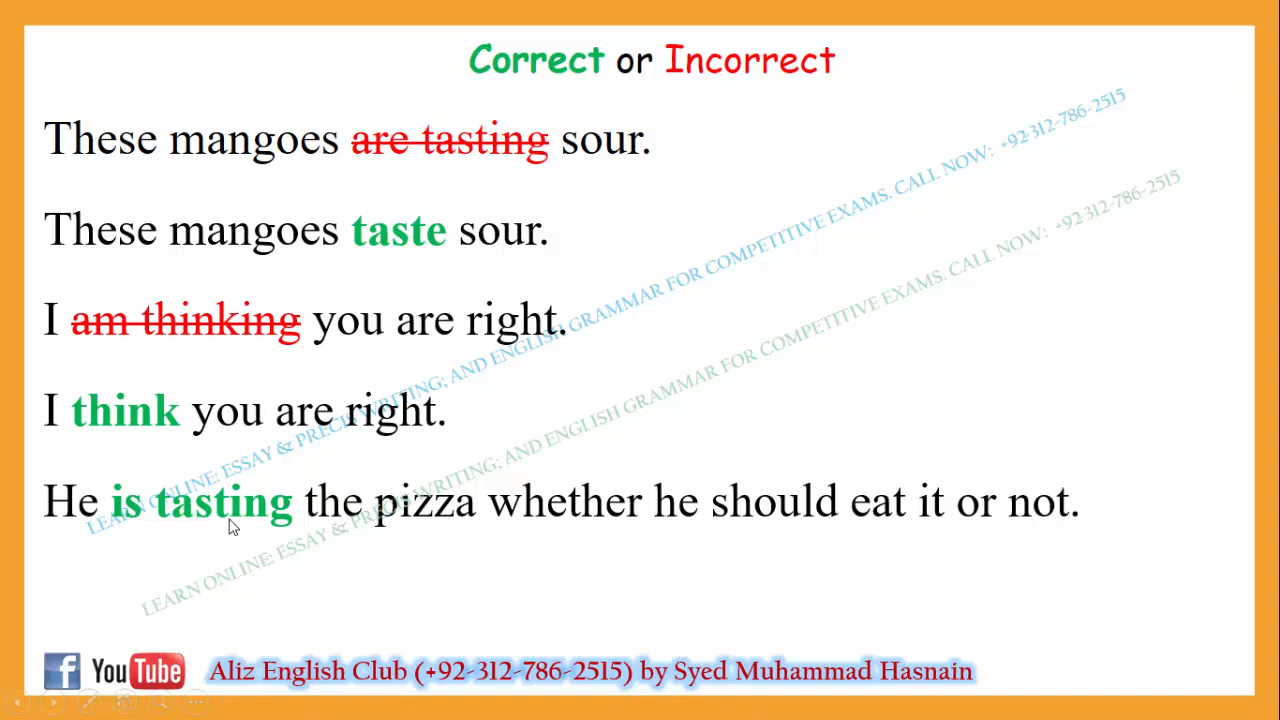 Correct or Incorrect
These mangoes are tasting sour.
These mangoes taste sour.
I am thinking you are right.
I think you are right.
He is tasting the pizza whether he should eat it or not.
LEARN ONLINE: ESSAY & PRECIS WRITING; AND ENGLISH GRAMMAR FOR COMPETITIVE EXAMS. CALL NOW: +92-312-786-2515
LEARN ONLINE: ESSAY & PRECIS WRITING; AND ENGLISH GRAMMAR FOR COMPETITIVE EXAMS. CALL NOW: +92-312-786-2515
f YouTube Aliz English Club (+92-312-786-2515) by Syed Muhammad Hasnain